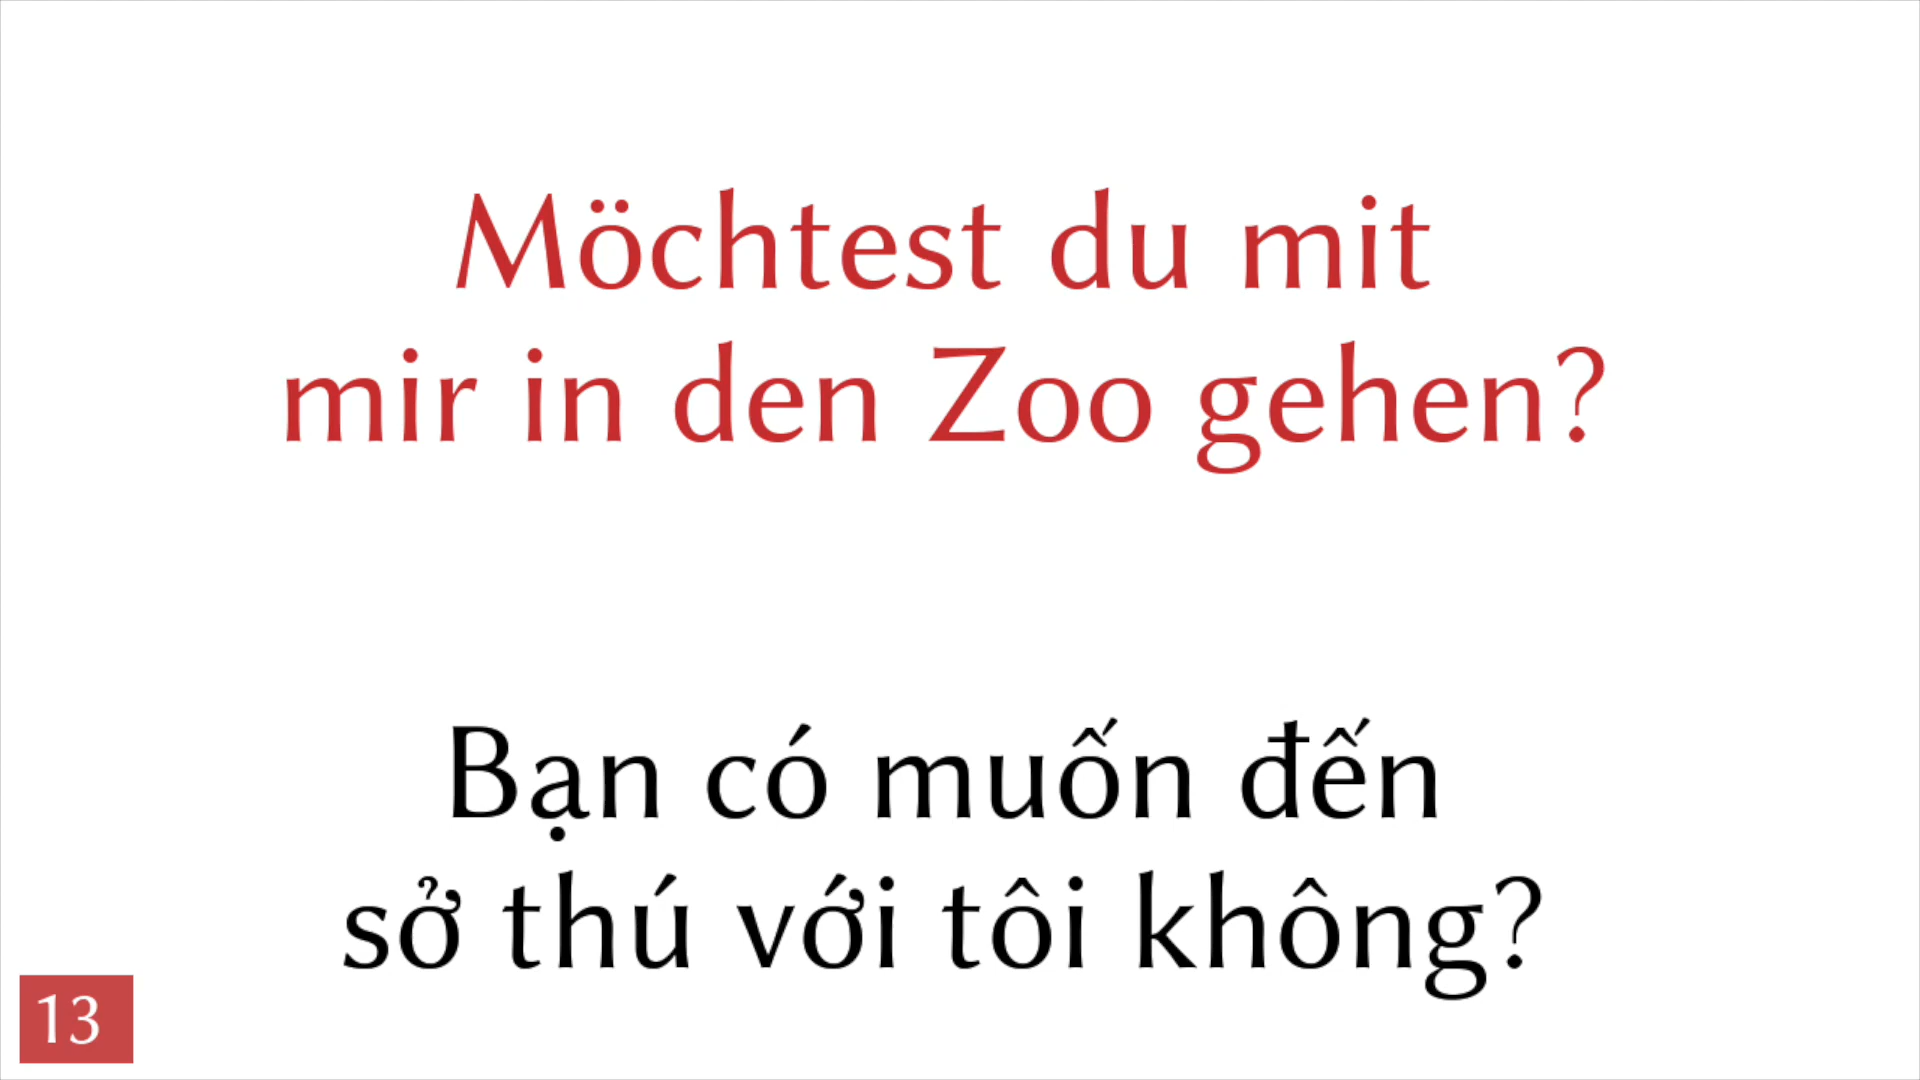 Möchtest du mit
mir in den Zoo gehen?
Bạn có muốn đến
sở thú với tôi không?
13